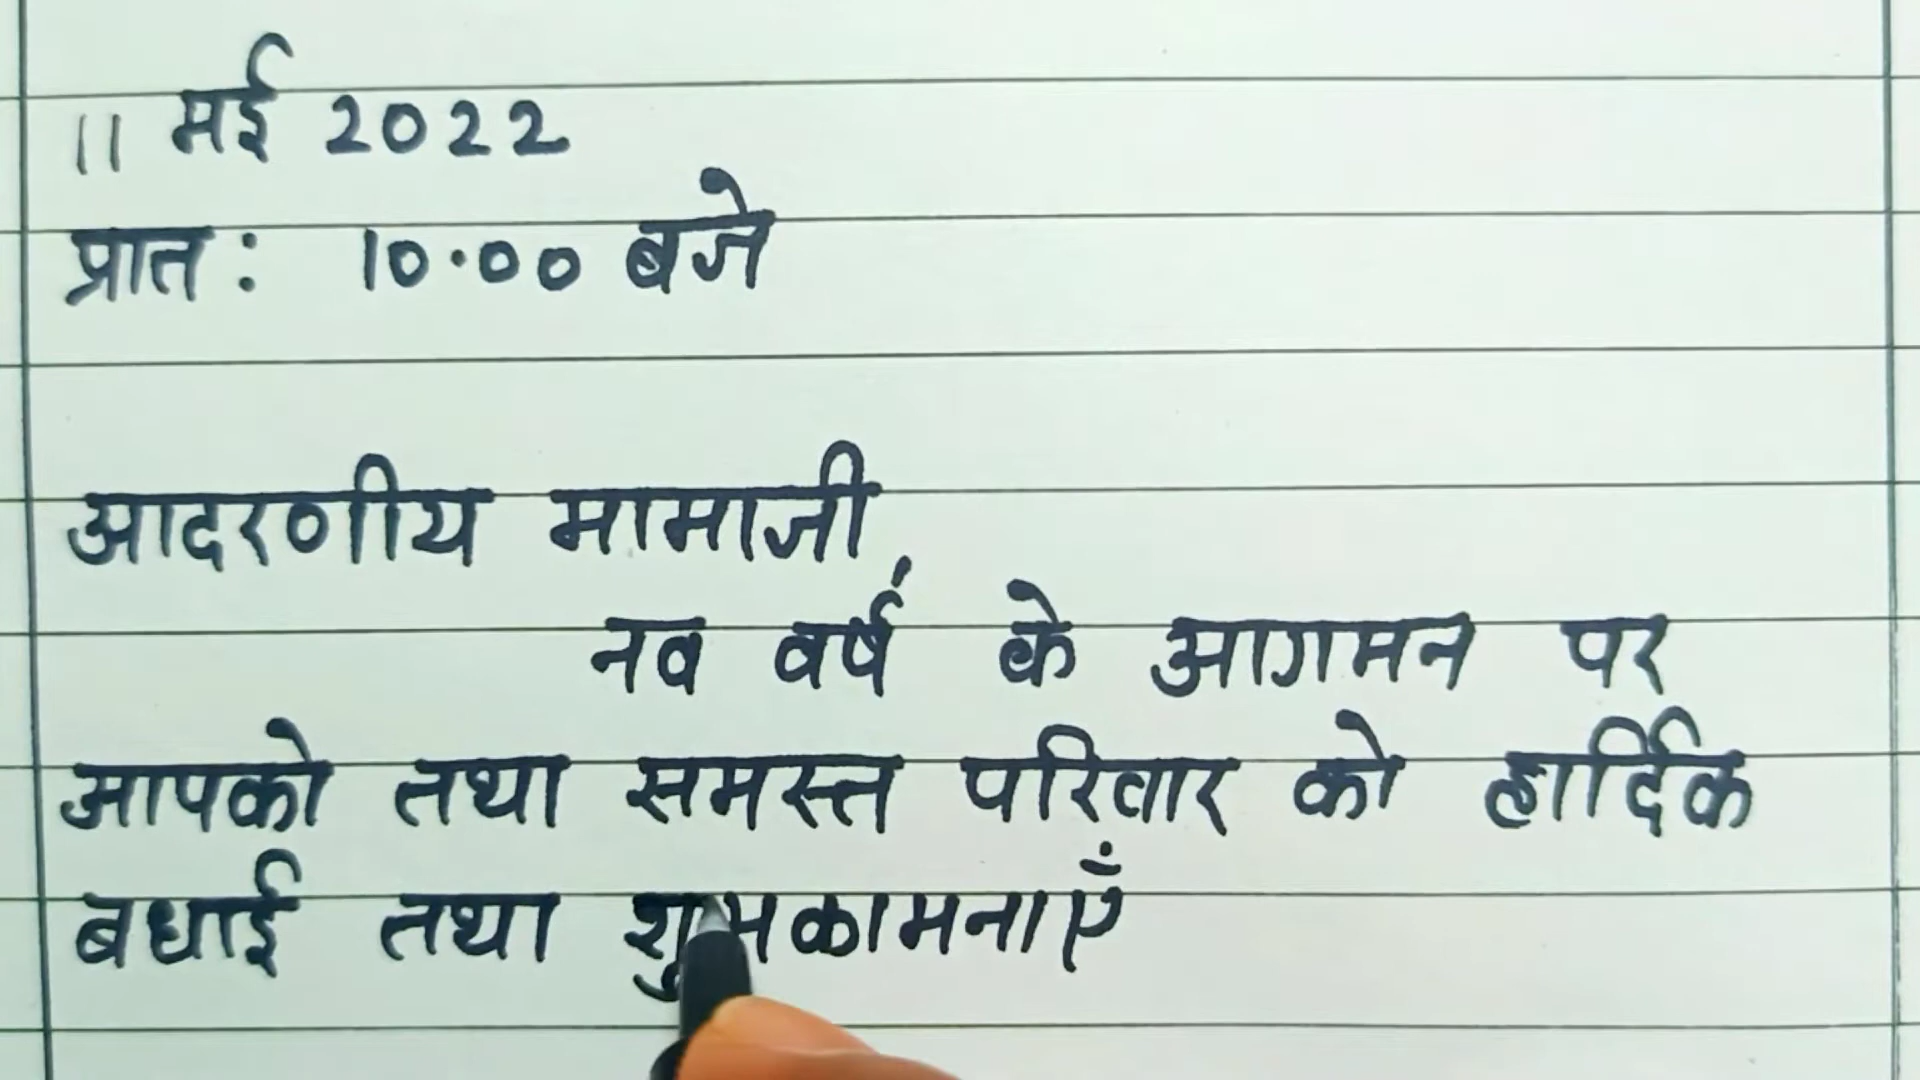 11 मई 2022
प्रात: 10.00 बजे
आदरणीय मामाजी,
नव वर्ष के आगमन पर
आपको तथा समस्त परिवार को हार्दिक
बधाई तथा शुभकामनाएँ